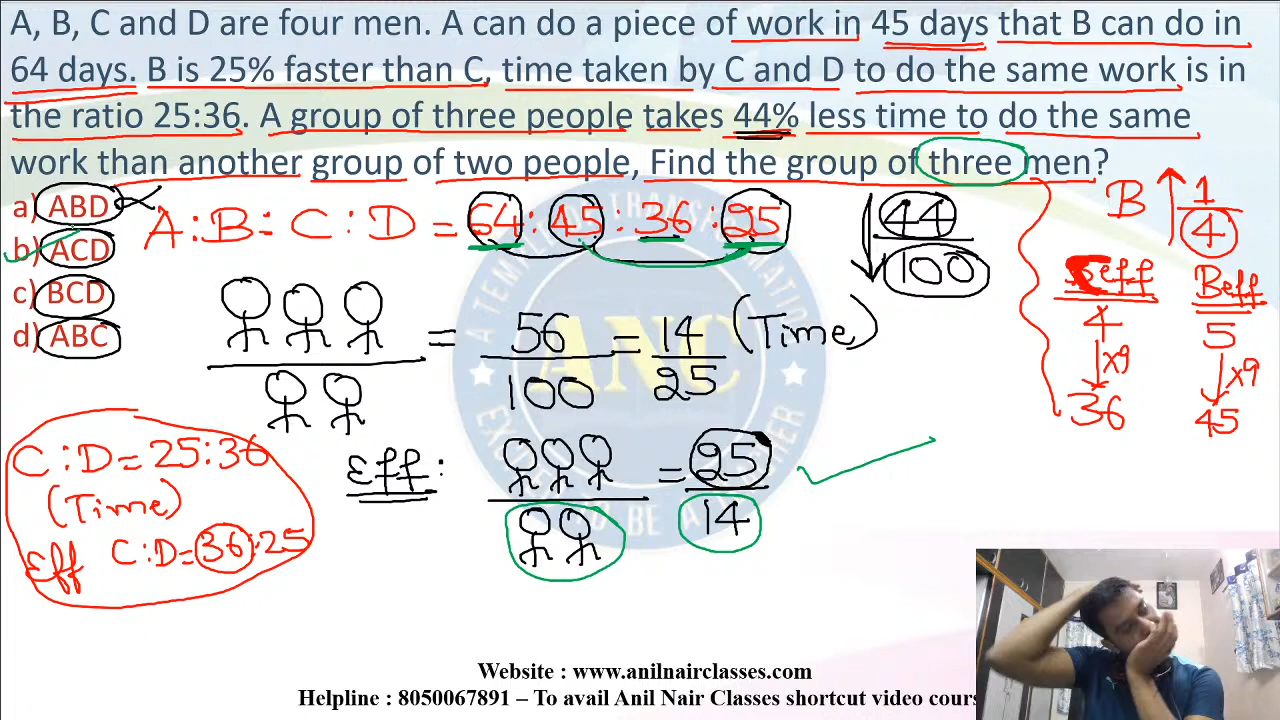 A, B, C and D are four men. A can do a piece of work in 45 days that B can do in
64 days. B is 25% faster than C, time taken by C and D to do the same work is in
the ratio 25:36. A group of three people takes 44% less time to do the same
work than another group of two people, Find the group of three men?
a) ABD
b) ACD
c) BCD
d) ABC
A:B:C:D = 64:45:36:25
44
100
B 1
4
eff Beff
4 5
x9 x9
36 45
= 56 = 14 (Time)
100 25
C:D=25:36
(Time)
Eff C:D=36:25
Eff: = 25
14
ANC
Website : www.anilnairclasses.com
Helpline : 8050067891 – To avail Anil Nair Classes shortcut video cours